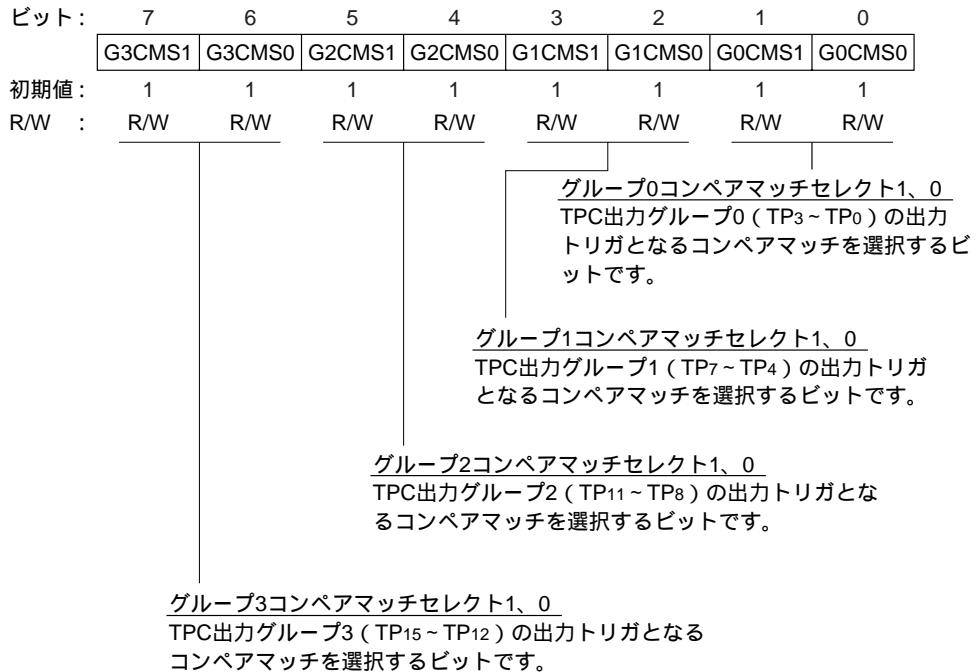 ビット: 7 6 5 4 3 2 1 0
G3CMS1 G3CMS0 G2CMS1 G2CMS0 G1CMS1 G1CMS0 G0CMS1 G0CMS0
初期値: 1 1 1 1 1 1 1 1
R/W : R/W R/W R/W R/W R/W R/W R/W R/W
グループ0コンペアマッチセレクト1、0
TPC出力グループ0(TP3~TP0)の出力
トリガとなるコンペアマッチを選択するビ
ットです。
グループ1コンペアマッチセレクト1、0
TPC出力グループ1(TP7~TP4)の出力トリガ
となるコンペアマッチを選択するビットです。
グループ2コンペアマッチセレクト1、0
TPC出力グループ2(TP11~TP8)の出力トリガとな
るコンペアマッチを選択するビットです。
グループ3コンペアマッチセレクト1、0
TPC出力グループ3(TP15~TP12)の出力トリガとなる
コンペアマッチを選択するビットです。